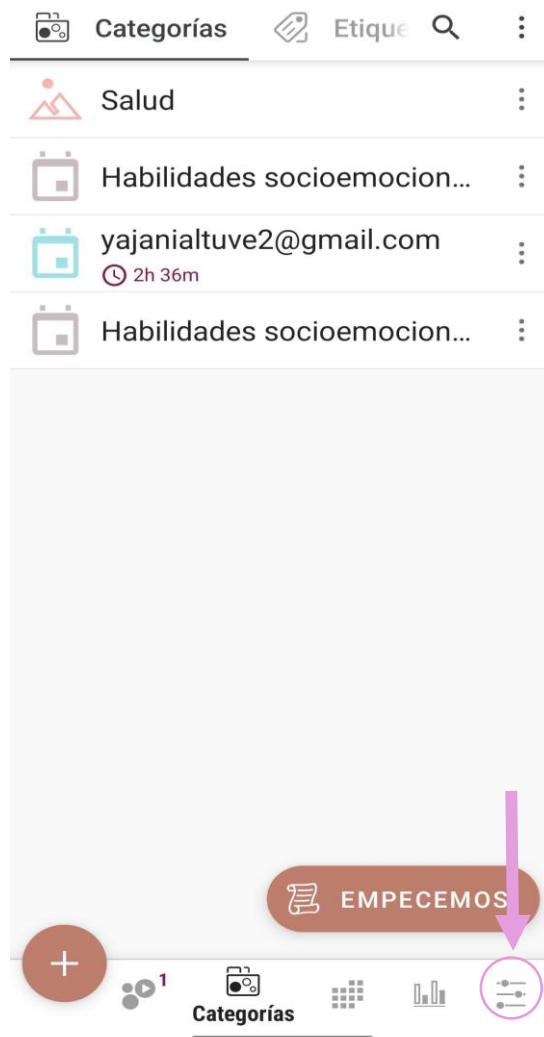 Categorías Etique
Salud
Habilidades socioemocion...
yajanialtuve2@gmail.com
2h 36m
Habilidades socioemocion...
EMPECEMOS
+
1
Categorías